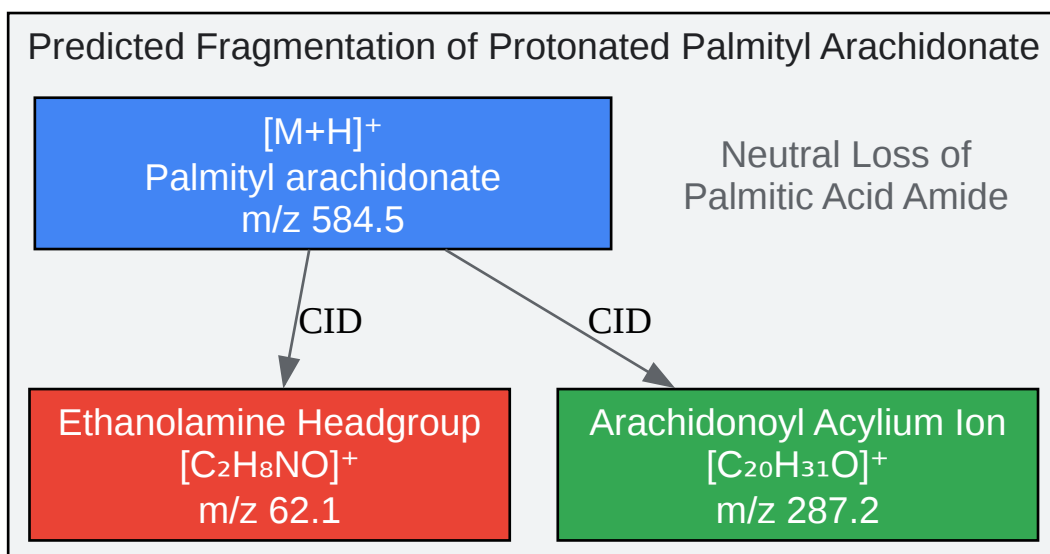 Predicted Fragmentation of Protonated Palmityl Arachidonate
[M+H]⁺
Palmityl arachidonate
m/z 584.5
Neutral Loss of
Palmitic Acid Amide
CID
CID
Ethanolamine Headgroup
[C₂H₈NO]⁺
m/z 62.1
Arachidonoyl Acylium Ion
[C₂₀H₃₁O]⁺
m/z 287.2